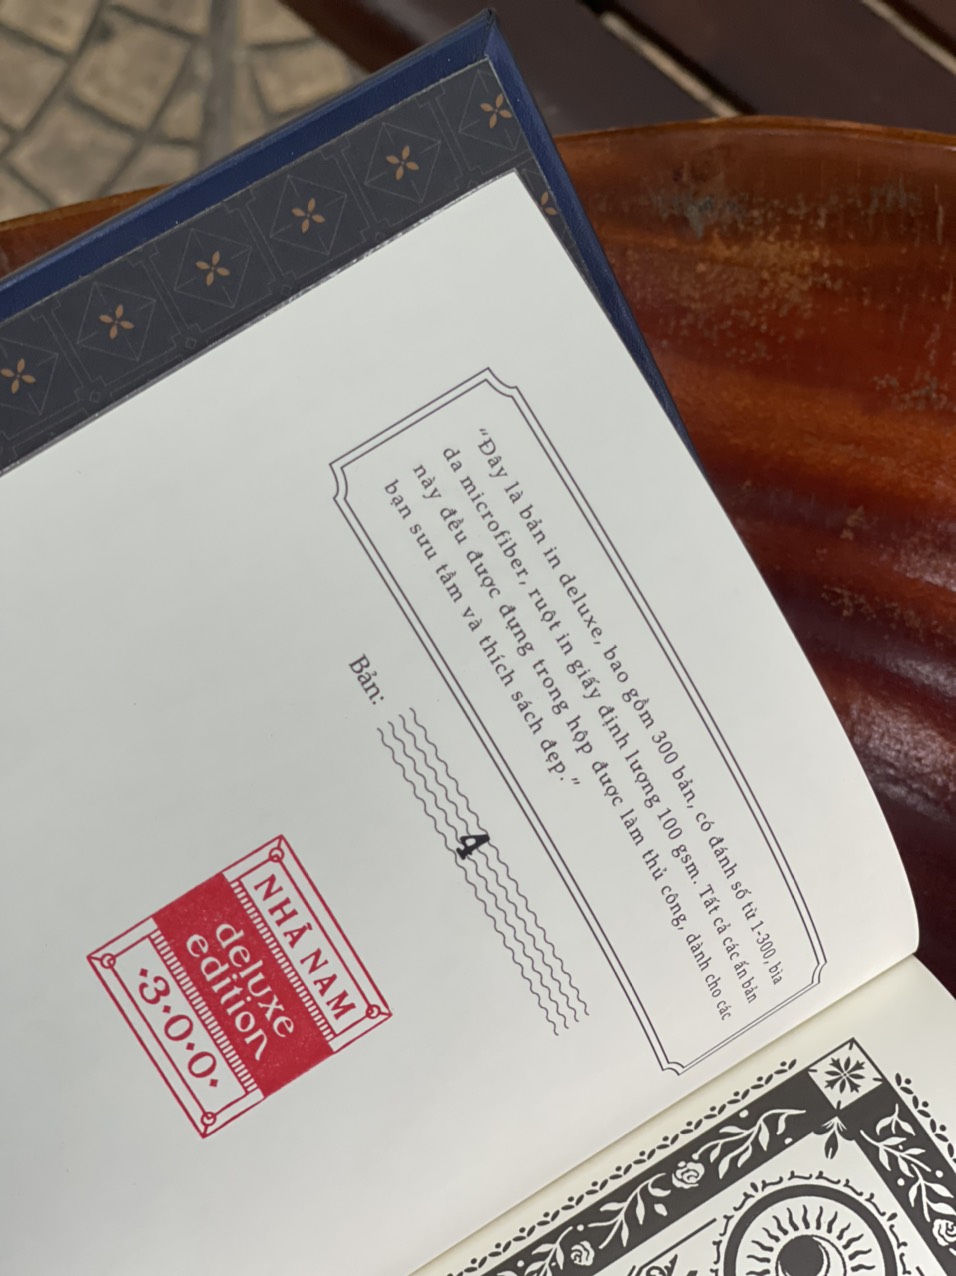 “Đây là bản in deluxe, bao gồm 300 bản, có đánh số từ 1-300, bìa
da microfiber, ruột in giấy định lượng 100 gsm. Tất cả các ấn bản
này đều được đựng trong hộp được làm thủ công, dành cho các
bạn sưu tầm và thích sách đẹp.”
Bản: 4
NHÃ NAM
deluxe
edition
3.0.0